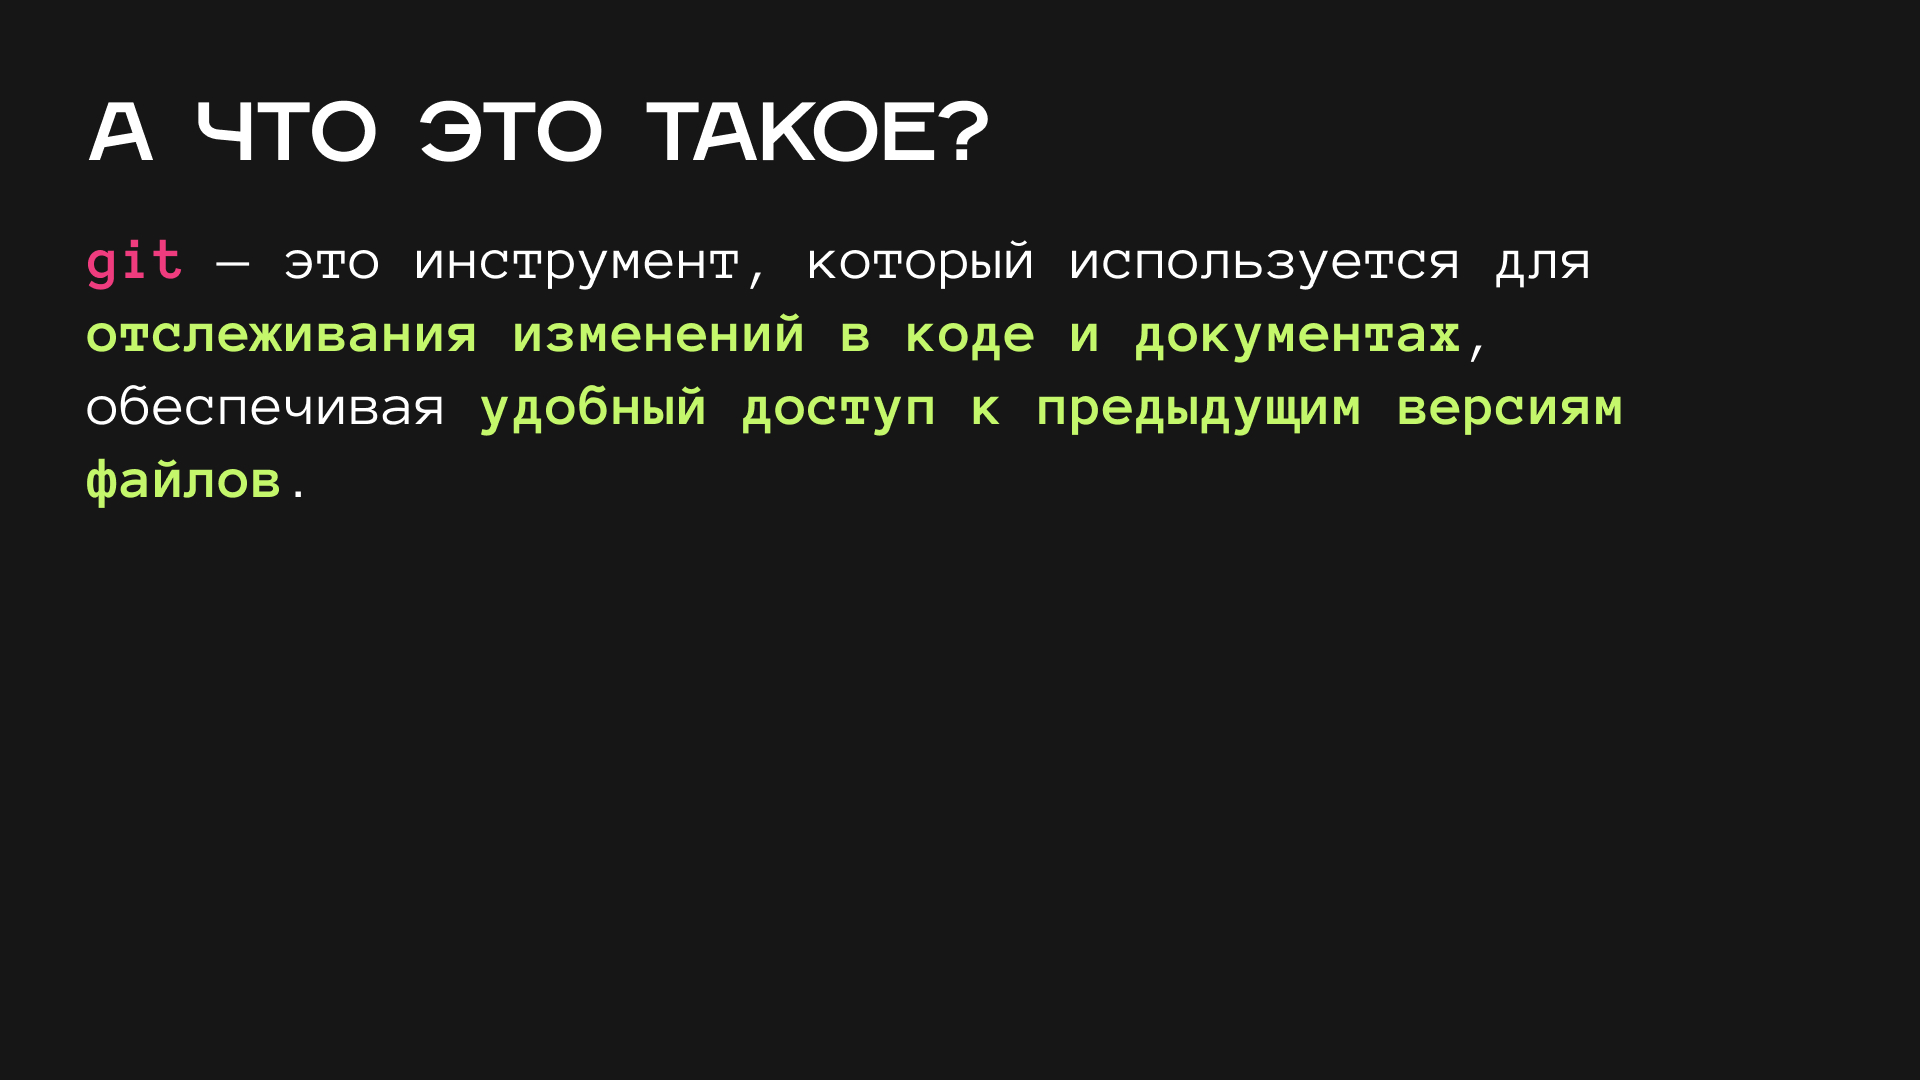 А ЧТО ЭТО ТАКОЕ?
git — это инструмент, который используется для
отслеживания изменений в коде и документах,
обеспечивая удобный доступ к предыдущим версиям
файлов.